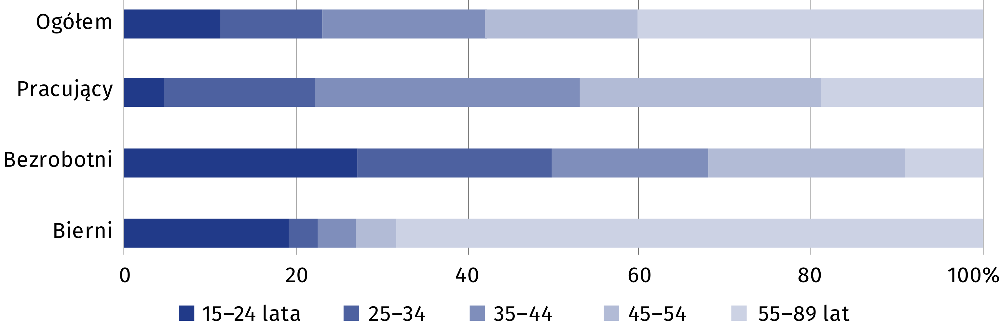 Ogółem
Pracujący
Bezrobotni
Bierni
0 20 40 60 80 100%
15–24 lata 25–34 35–44 45–54 55–89 lat